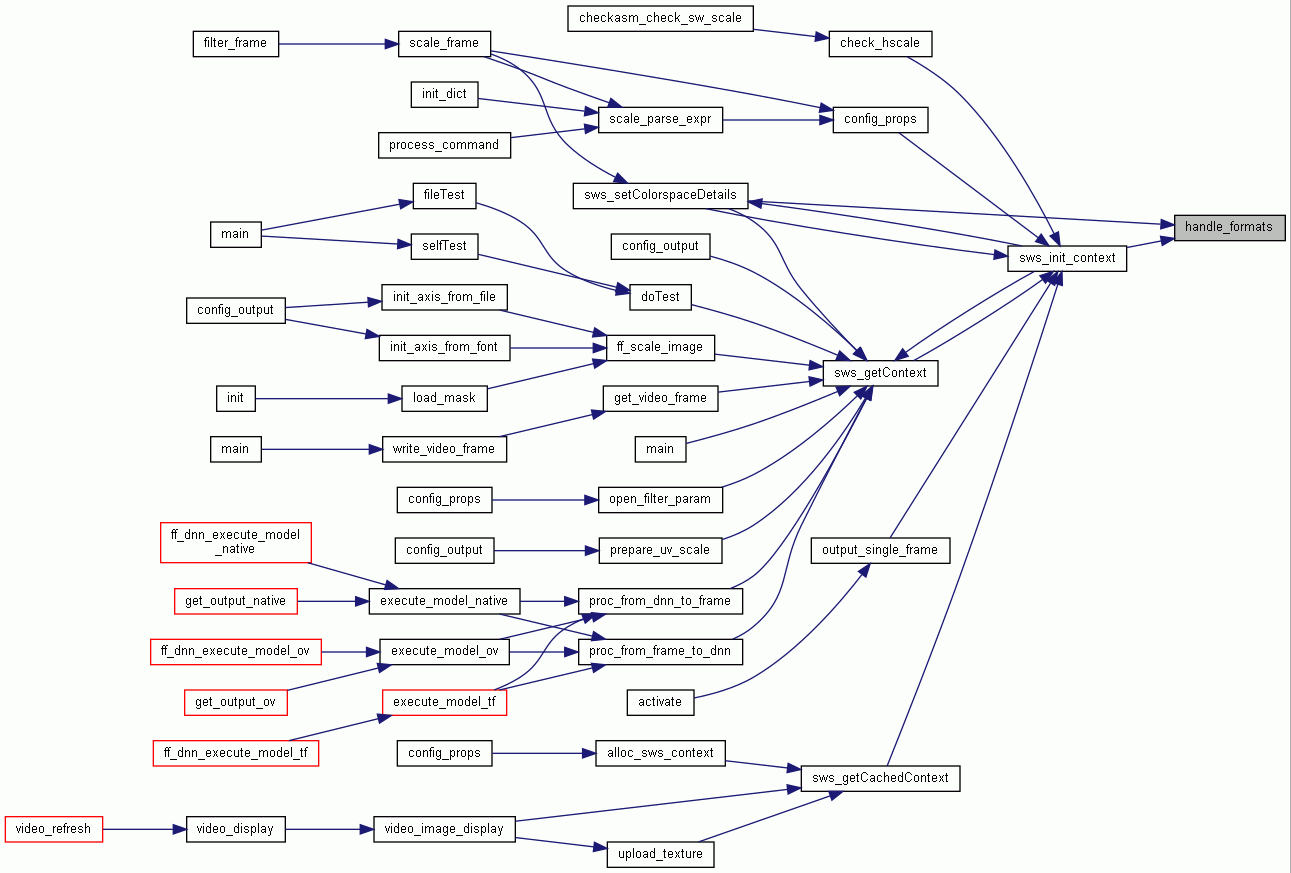 checkasm_check_sw_scale
filter_frame
scale_frame
check_hscale
init_dict
scale_parse_expr
config_props
process_command
fileTest
sws_setColorspaceDetails
main
selfTest
config_output
handle_formats
sws_init_context
init_axis_from_file
doTest
config_output
init_axis_from_font
ff_scale_image
sws_getContext
init
load_mask
get_video_frame
main
write_video_frame
main
config_props
open_filter_param
ff_dnn_execute_model
_native
config_output
prepare_uv_scale
output_single_frame
get_output_native
execute_model_native
proc_from_dnn_to_frame
ff_dnn_execute_model_ov
execute_model_ov
proc_from_frame_to_dnn
get_output_ov
execute_model_tf
activate
ff_dnn_execute_model_tf
config_props
alloc_sws_context
sws_getCachedContext
video_refresh
video_display
video_image_display
upload_texture